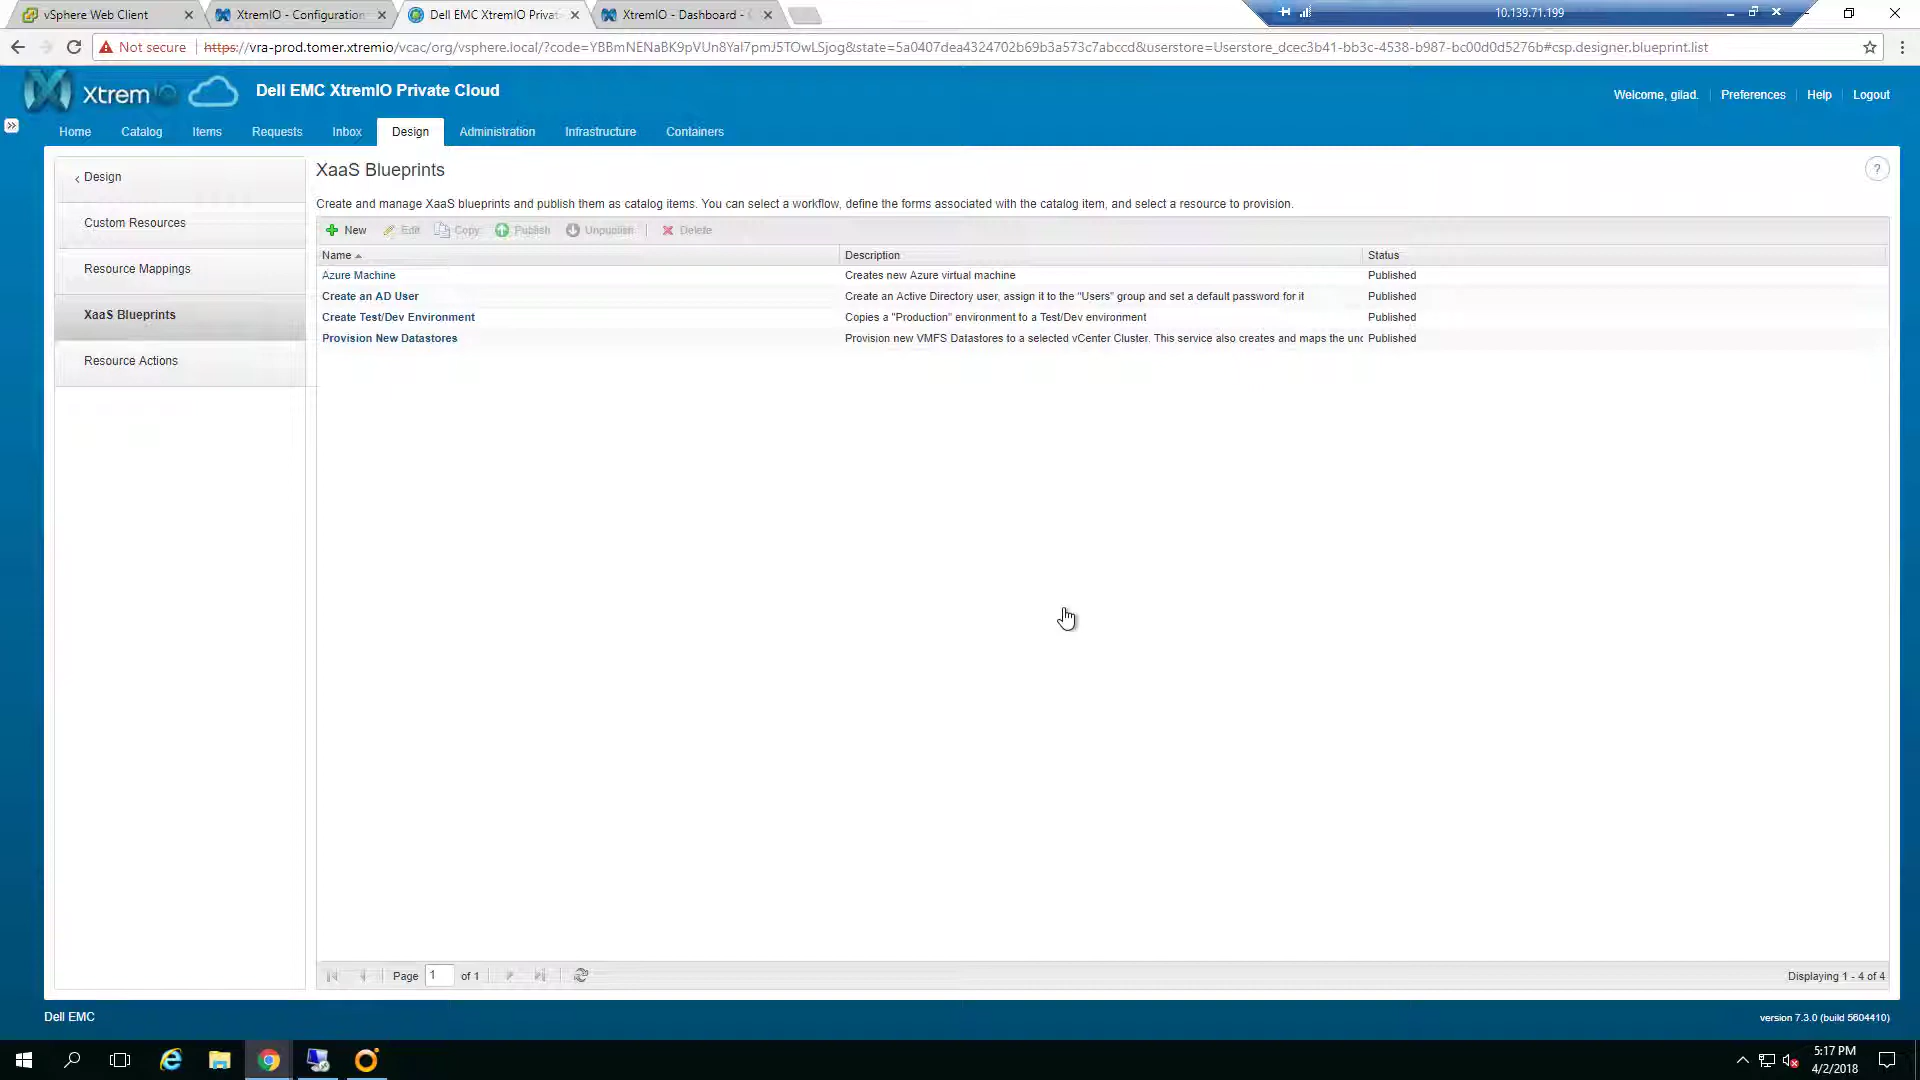 vSphere Web Client
XtremIO - Configuration
Dell EMC XtremIO Privat
XtremIO - Dashboard -
10.139.71.199
Not secure
https://vra-prod.tomer.xtremio/vcac/org/vsphere.local/?code=YBBmNENaBK9pVUn8YaI7pmJ5TOwLSjog&state=5a0407dea4324702b69b3a573c7abccd&userstore=Userstore_dcec3b41-bb3c-4538-b987-bc00d0d5276b#csp.designer.blueprint.list
XtremIO
Dell EMC XtremIO Private Cloud
Welcome, gilad.
Preferences
Help
Logout
Home
Catalog
Items
Requests
Inbox
Design
Administration
Infrastructure
Containers
Design
Custom Resources
Resource Mappings
XaaS Blueprints
Resource Actions
XaaS Blueprints
?
Create and manage XaaS blueprints and publish them as catalog items. You can select a workflow, define the forms associated with the catalog item, and select a resource to provision.
New
Edit
Copy
Publish
Unpublish
Delete
Name
Description
Status
Azure Machine
Creates new Azure virtual machine
Published
Create an AD User
Create an Active Directory user, assign it to the "Users" group and set a default password for it
Published
Create Test/Dev Environment
Copies a "Production" environment to a Test/Dev environment
Published
Provision New Datastores
Provision new VMFS Datastores to a selected vCenter Cluster. This service also creates and maps the und
Published
Page 1 of 1
Displaying 1 - 4 of 4
Dell EMC
version 7.3.0 (build 5604410)
5:17 PM
4/2/2018